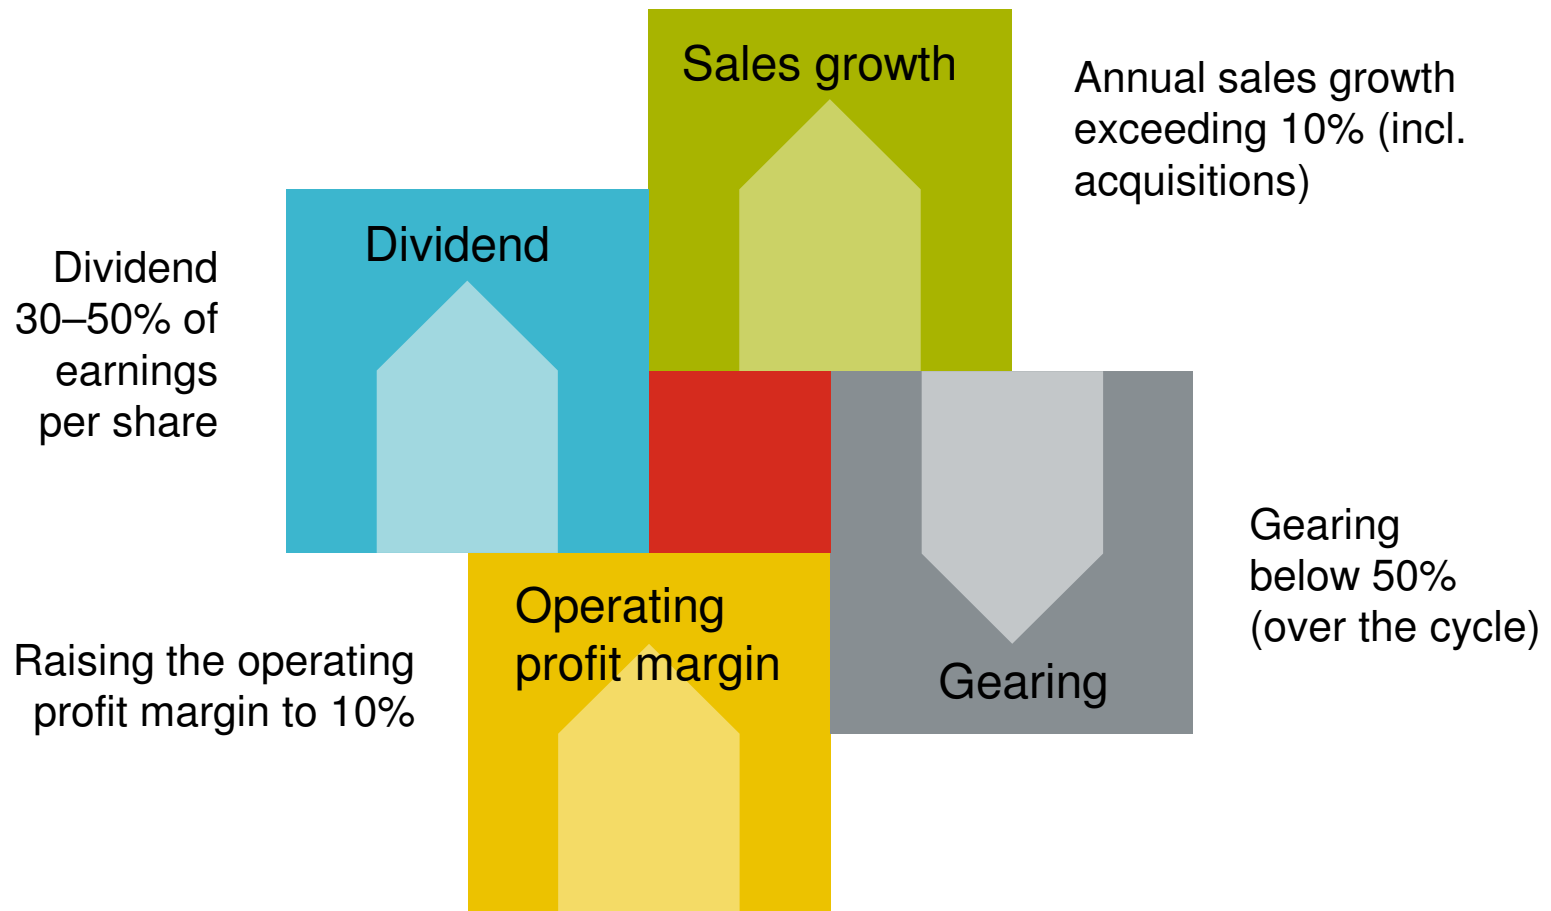 Sales growth
Annual sales growth
exceeding 10% (incl.
acquisitions)
Dividend
Dividend
30–50% of
earnings
per share
Gearing
below 50%
(over the cycle)
Gearing
Operating
profit margin
Raising the operating
profit margin to 10%